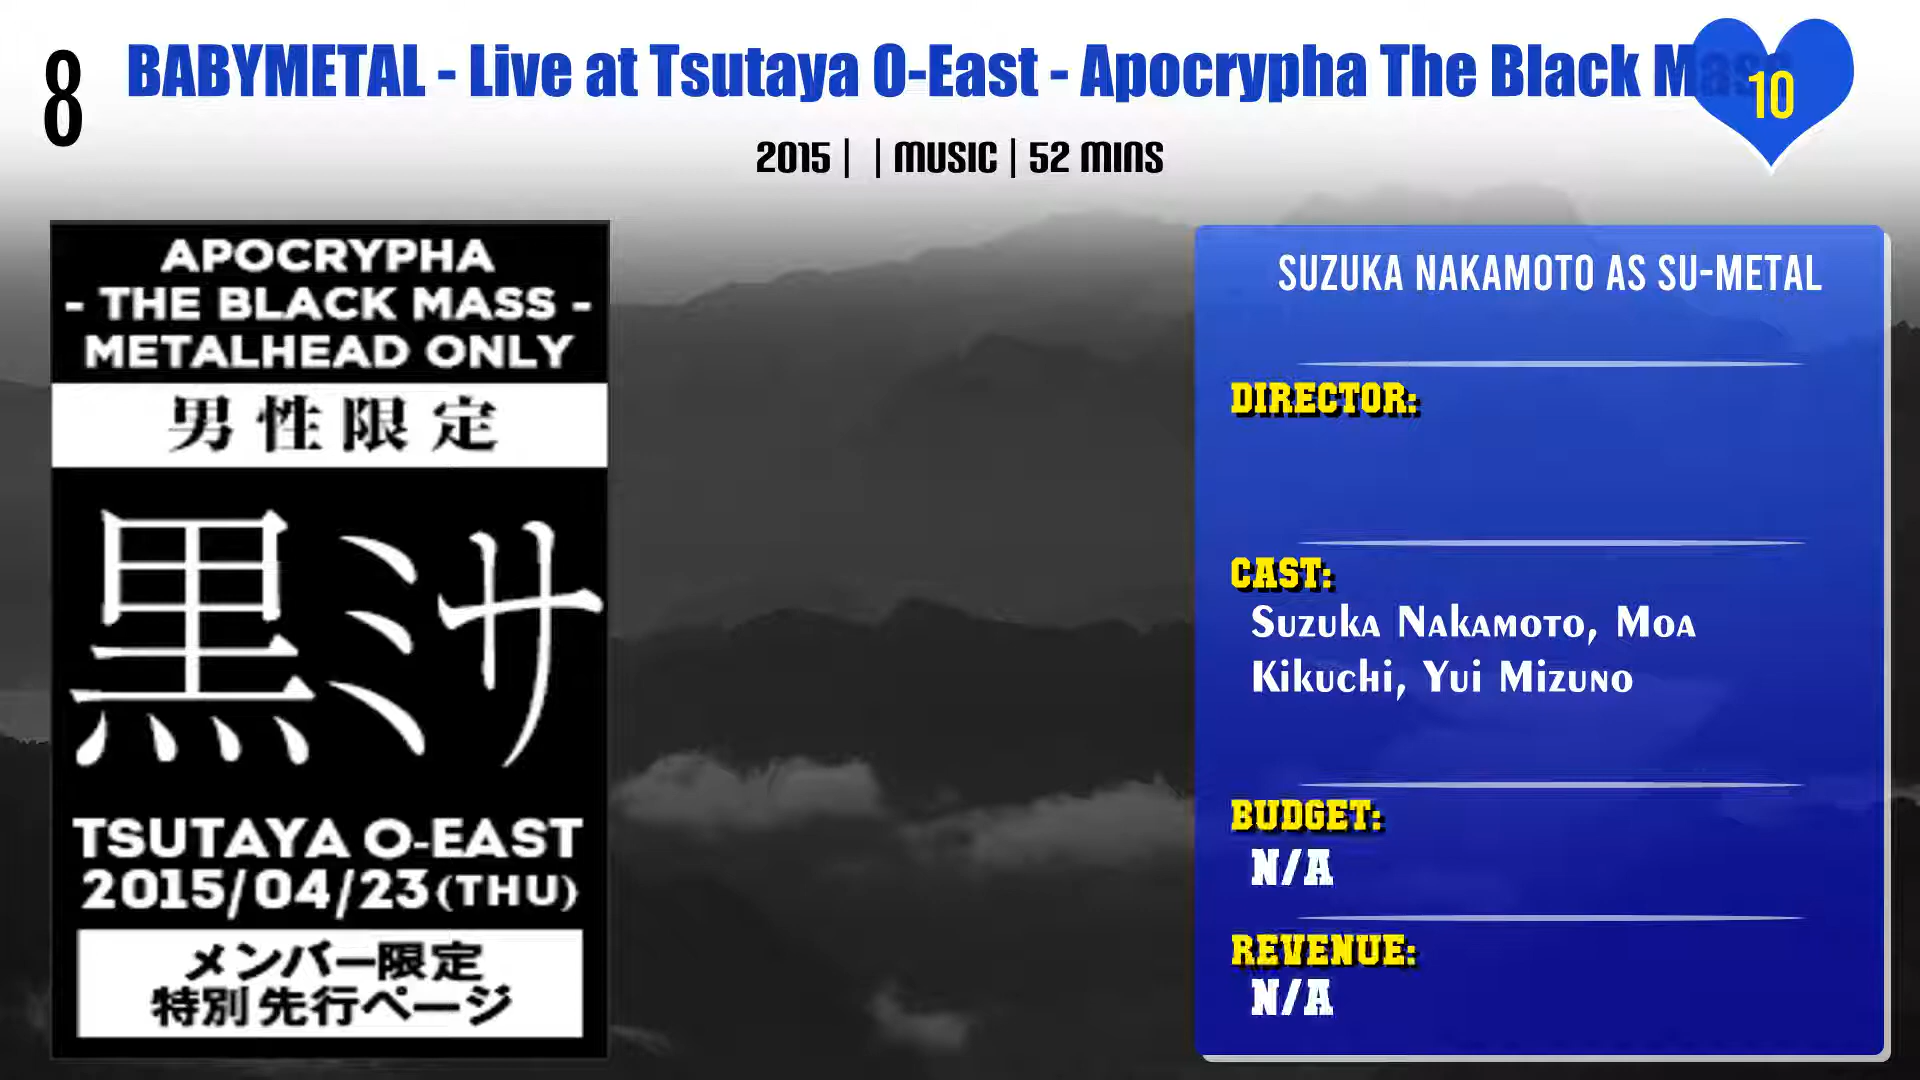 8
BABYMETAL - Live at Tsutaya O-East - Apocrypha The Black Mass
10
2015 |  | MUSIC | 52 MINS
APOCRYPHA
- THE BLACK MASS -
METALHEAD ONLY
男性限定
黒ミサ
TSUTAYA O-EAST
2015/04/23(THU)
メンバー限定
特別先行ページ
SUZUKA NAKAMOTO AS SU-METAL
DIRECTOR:
CAST:
Suzuka Nakamoto, Moa
Kikuchi, Yui Mizuno
BUDGET:
N/A
REVENUE:
N/A